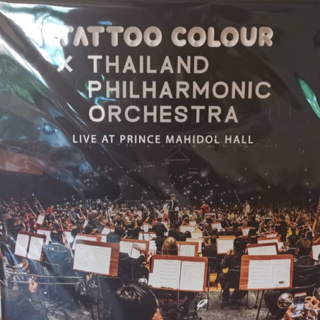 TATTOO COLOUR
X THAILAND
PHILHARMONIC
ORCHESTRA
LIVE AT PRINCE MAHIDOL HALL